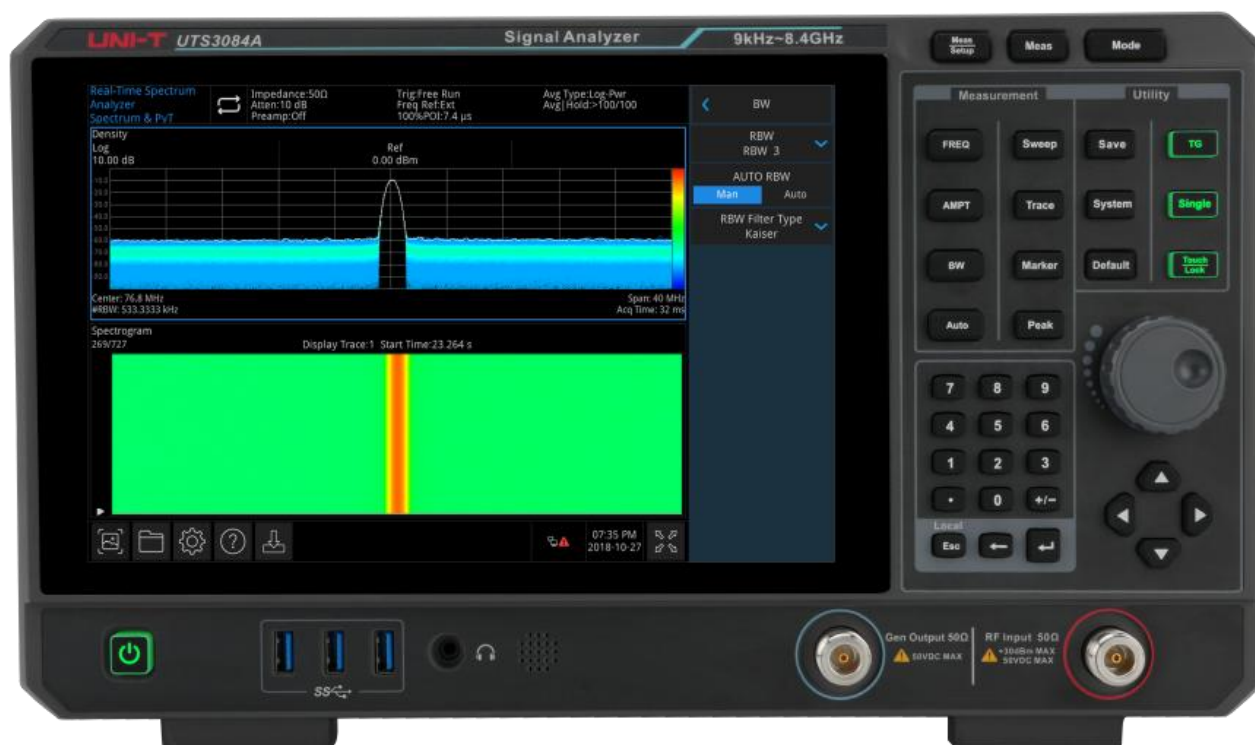 UNI-T UTS3084A Signal Analyzer 9kHz~8.4GHz
Meas Setup
Meas
Mode
Real-Time Spectrum
Analyzer
Spectrum & PvT
Impedance:50Ω
Atten:10 dB
Preamp:Off
Trig:Free Run
Freq Ref:Ext
100%POI:7.4 μs
Avg Type:Log-Pwr
Avg|Hold:>100/100
BW
RBW
RBW 3
AUTO RBW
Man Auto
RBW Filter Type
Kaiser
Density
Log
10.00 dB
Ref
0.00 dBm
Center: 76.8 MHz
#RBW: 533.3333 kHz
Span: 40 MHz
Acq Time: 32 ms
Spectrogram
269/727
Display Trace:1 Start Time:23.264 s
07:35 PM
2018-10-27
Measurement
Utility
FREQ
Sweep
Save
TG
AMPT
Trace
System
Single
BW
Marker
Default
Touch
Lock
Auto
Peak
7 8 9
4 5 6
1 2 3
. 0 +/-
Local
Esc
SS
Gen Output 50Ω
50VDC MAX
RF Input 50Ω
+30dBm MAX
50VDC MAX